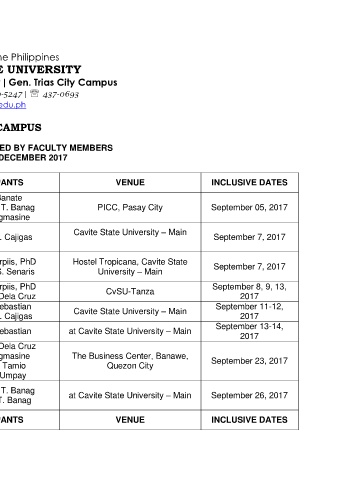 he Philippines
E UNIVERSITY
| Gen. Trias City Campus
-5247 | ☏ 437-0693
edu.ph
CAMPUS
ED BY FACULTY MEMBERS
DECEMBER 2017
PANTS VENUE INCLUSIVE DATES
Banate
T. Banag PICC, Pasay City September 05, 2017
gmasine
. Cajigas Cavite State University – Main September 7, 2017
rpiis, PhD Hostel Tropicana, Cavite State September 7, 2017
S. Senaris University – Main
rpiis, PhD CvSU-Tanza September 8, 9, 13,
Dela Cruz 2017
ebastian Cavite State University – Main September 11-12,
. Cajigas 2017
ebastian at Cavite State University – Main September 13-14,
2017
Dela Cruz
gmasine The Business Center, Banawe, September 23, 2017
Tamio Quezon City
Umpay
T. Banag at Cavite State University – Main September 26, 2017
T. Banag
PANTS VENUE INCLUSIVE DATES